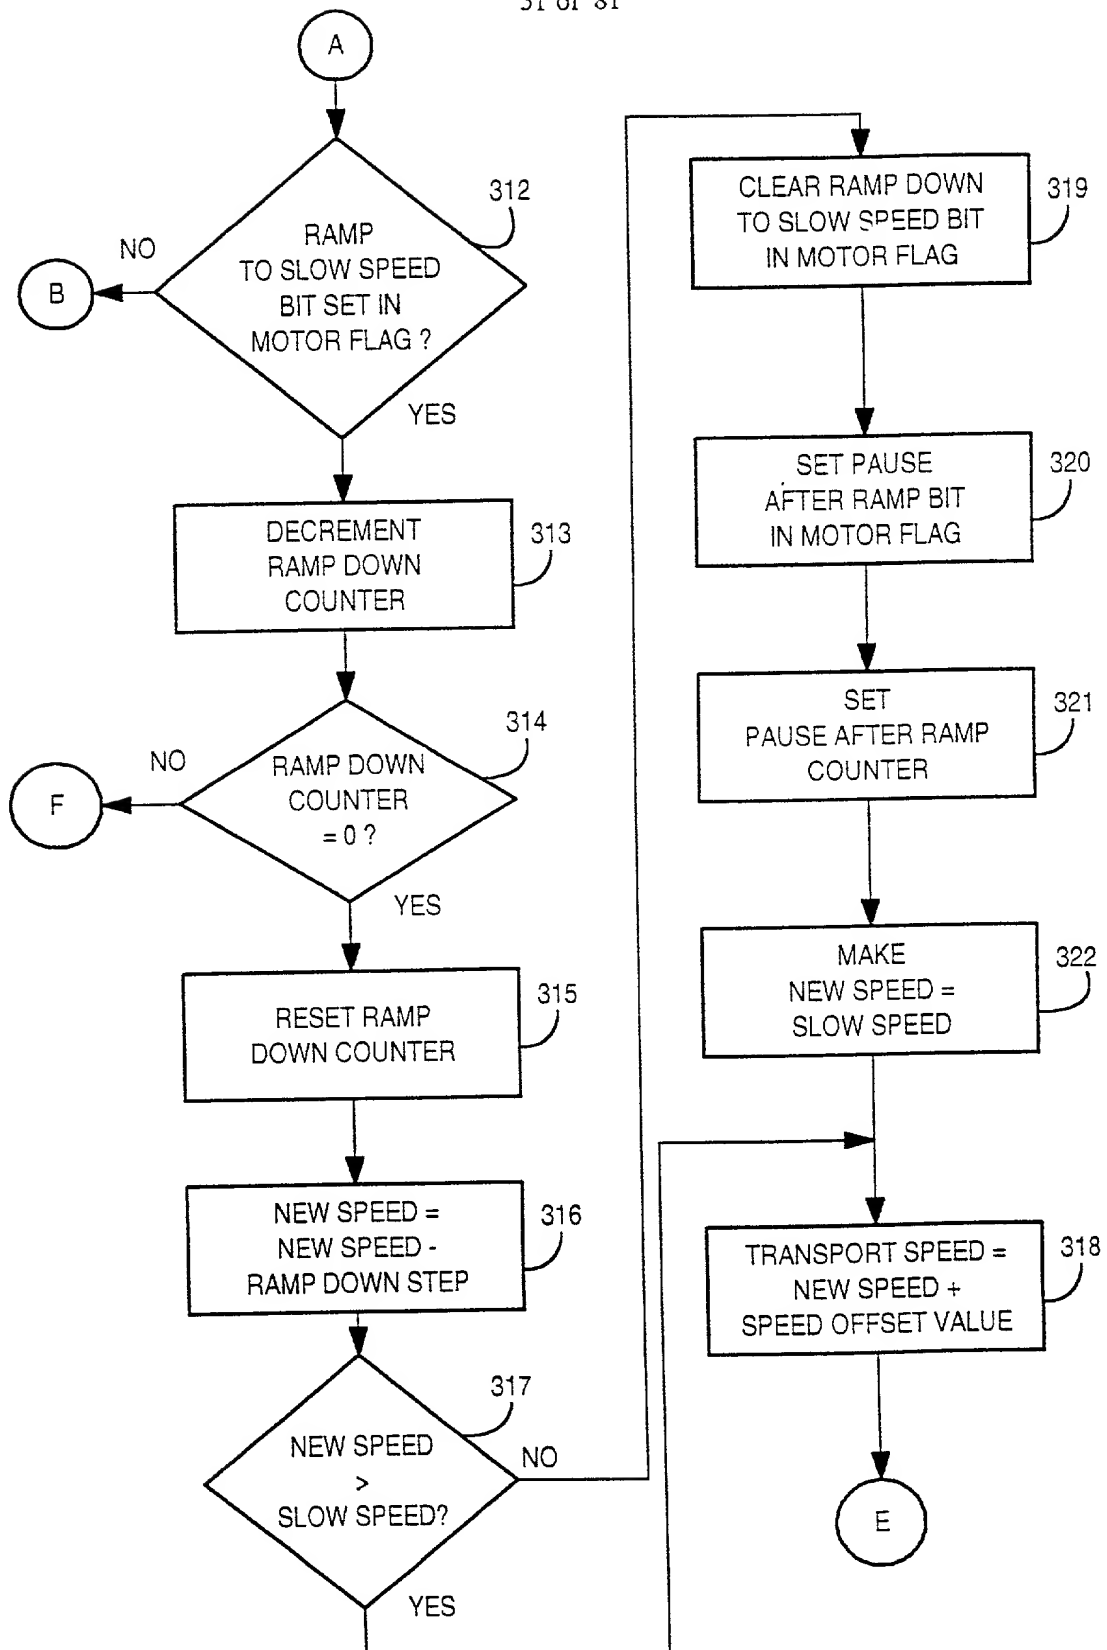 31 of 81
A
312
RAMP
TO SLOW SPEED
BIT SET IN
MOTOR FLAG ?
NO
B
YES
DECREMENT
RAMP DOWN
COUNTER
313
314
RAMP DOWN
COUNTER
= 0 ?
NO
F
YES
RESET RAMP
DOWN COUNTER
315
NEW SPEED =
NEW SPEED -
RAMP DOWN STEP
316
317
NEW SPEED
>
SLOW SPEED?
NO
YES
CLEAR RAMP DOWN
TO SLOW SPEED BIT
IN MOTOR FLAG
319
SET PAUSE
AFTER RAMP BIT
IN MOTOR FLAG
320
SET
PAUSE AFTER RAMP
COUNTER
321
MAKE
NEW SPEED =
SLOW SPEED
322
TRANSPORT SPEED =
NEW SPEED +
SPEED OFFSET VALUE
318
E